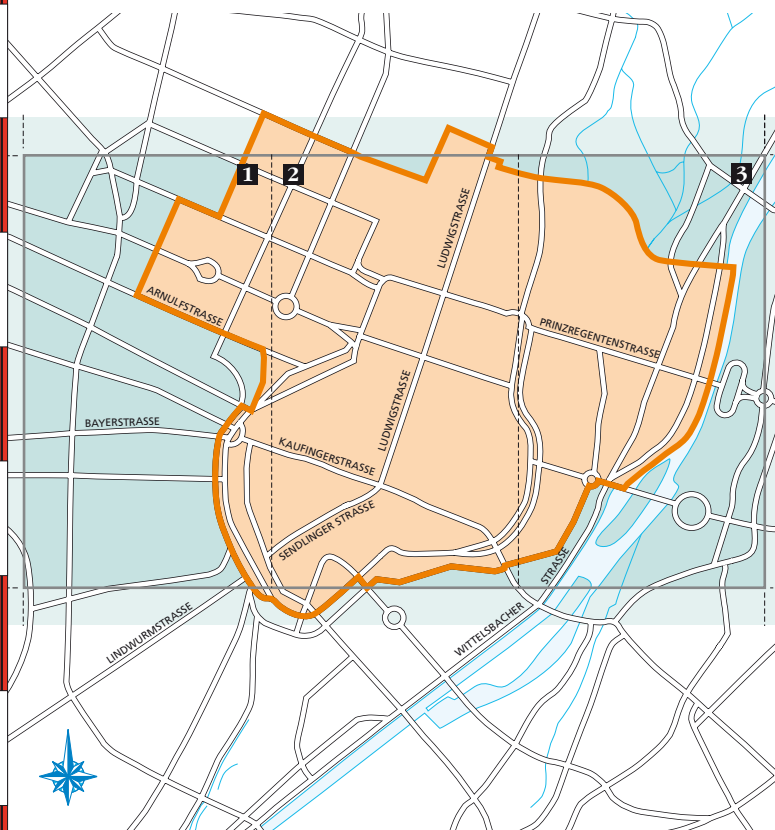 1
2
3
LUDWIGSTRASSE
ARNULFSTRASSE
PRINZREGENTENSTRASSE
LUDWIGSTRASSE
BAYERSTRASSE
KAUFINGERSTRASSE
SENDLINGER STRASSE
LINDWURMSTRASSE
WITTELSBACHER
STRASSE